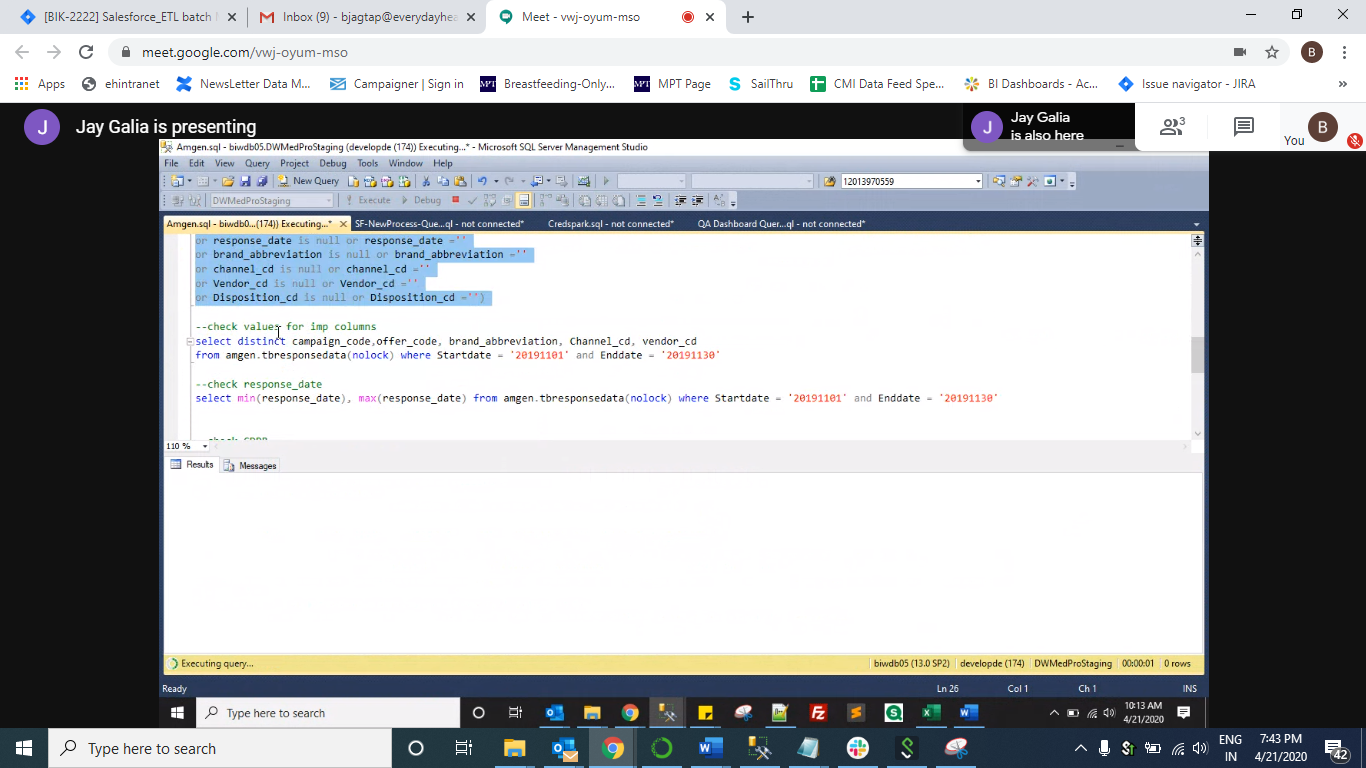 [BIK-2222] Salesforce_ETL batch
Inbox (9) - bjagtap@everydayhea
Meet - vwj-oyum-mso
meet.google.com/vwj-oyum-mso
B
Apps
ehintranet
NewsLetter Data M...
Campaigner | Sign in
MPT Breastfeeding-Only...
MPT MPT Page
SailThru
CMI Data Feed Spe...
BI Dashboards - Ac...
Issue navigator - JIRA
»
J
Jay Galia is presenting
J
Jay Galia
is also here
3
You
B
Amgen.sql - biwdb05.DWMedProStaging (developde (174)) Executing...* - Microsoft SQL Server Management Studio
File Edit View Query Project Debug Tools Window Help
New Query
12013970559
DWMedProStaging
Execute
Debug
Amgen.sql - biwdb0...(174)) Executing...*
SF-NewProcess-Que...ql - not connected*
Credspark.sql - not connected*
QA Dashboard Quer...ql - not connected*
or response_date is null or response_date =''
or brand_abbreviation is null or brand_abbreviation =''
or channel_cd is null or channel_cd =''
or Vendor_cd is null or Vendor_cd =''
or Disposition_cd is null or Disposition_cd ='')
--check values for imp columns
select distinct campaign_code,offer_code, brand_abbreviation, Channel_cd, vendor_cd
from amgen.tbresponsedata(nolock) where Startdate = '20191101' and Enddate = '20191130'
--check response_date
select min(response_date), max(response_date) from amgen.tbresponsedata(nolock) where Startdate = '20191101' and Enddate = '20191130'
110 %
Results
Messages
Executing query...
biwdb05 (13.0 SP2)
developde (174)
DWMedProStaging
00:00:01
0 rows
Ready
Ln 26
Col 1
Ch 1
INS
Type here to search
10:13 AM
4/21/2020
Type here to search
ENG
IN
7:43 PM
4/21/2020
42